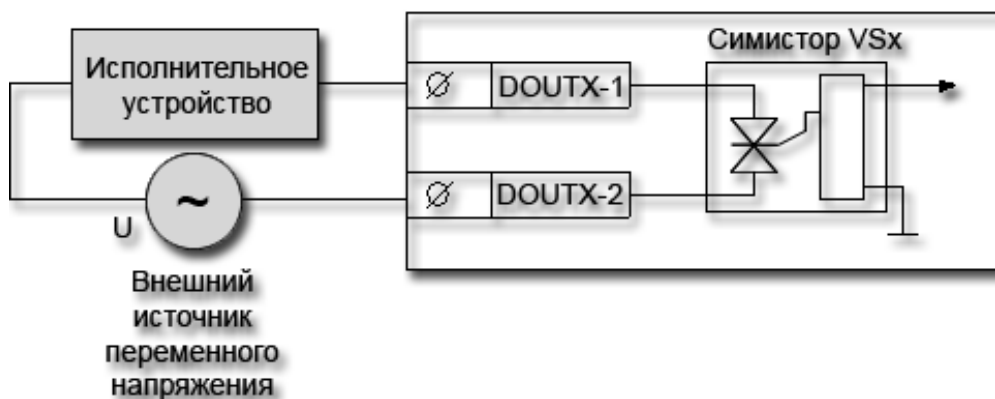 Исполнительное
устройство
U
~
Внешний
источник
переменного
напряжения
DOUTX-1
DOUTX-2
Симистор VSx